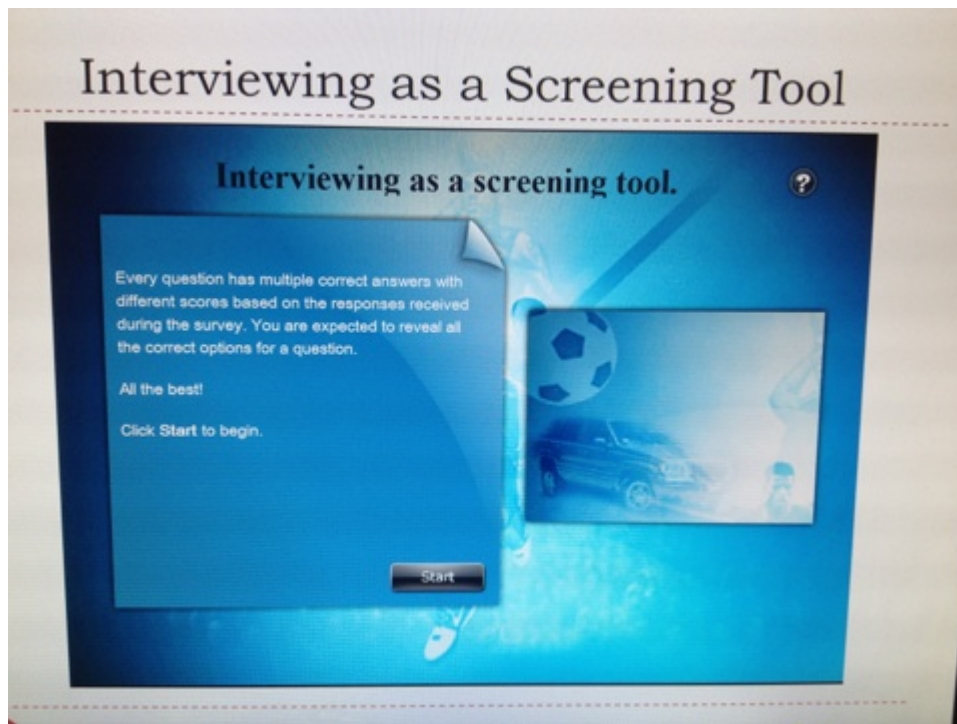 Interviewing as a Screening Tool
Interviewing as a screening tool.
?
Every question has multiple correct answers with
different scores based on the responses received
during the survey. You are expected to reveal all
the correct options for a question.
All the best!
Click Start to begin.
Start